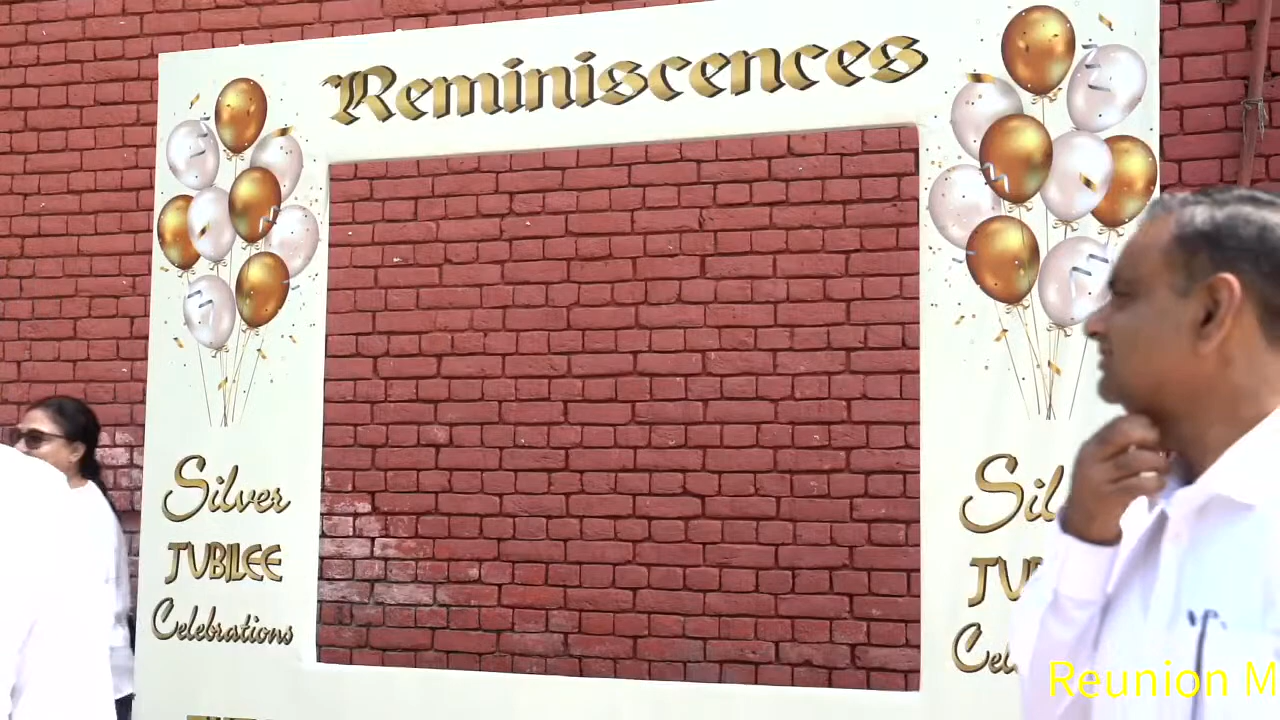 Reminiscences
Silver
JUBILEE
Celebrations
Sil
JU
Cel
Reunion M